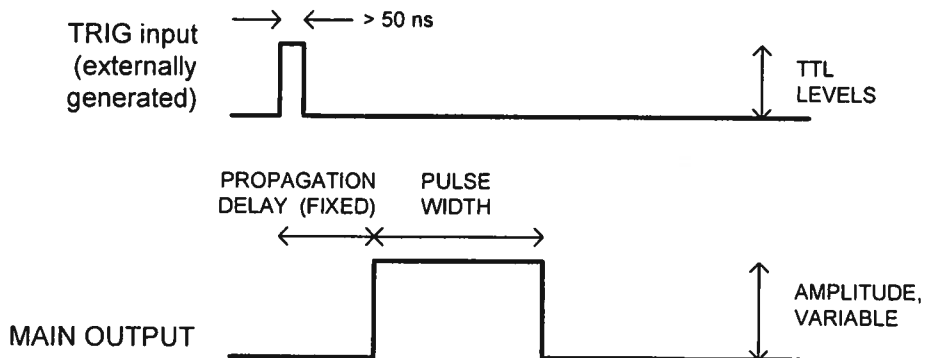 > 50 ns
TRIG input
(externally
generated)
TTL
LEVELS
PROPAGATION
DELAY (FIXED)
PULSE
WIDTH
MAIN OUTPUT
AMPLITUDE,
VARIABLE